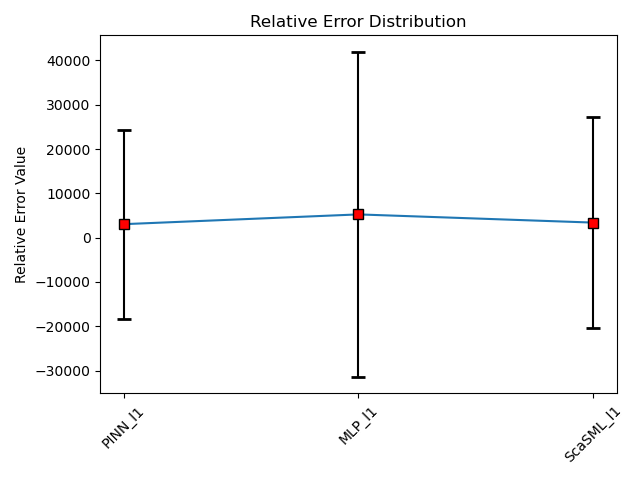 Relative Error Distribution
Relative Error Value
40000
30000
20000
10000
0
−10000
−20000
−30000
PINN_l1
MLP_l1
ScaSML_l1